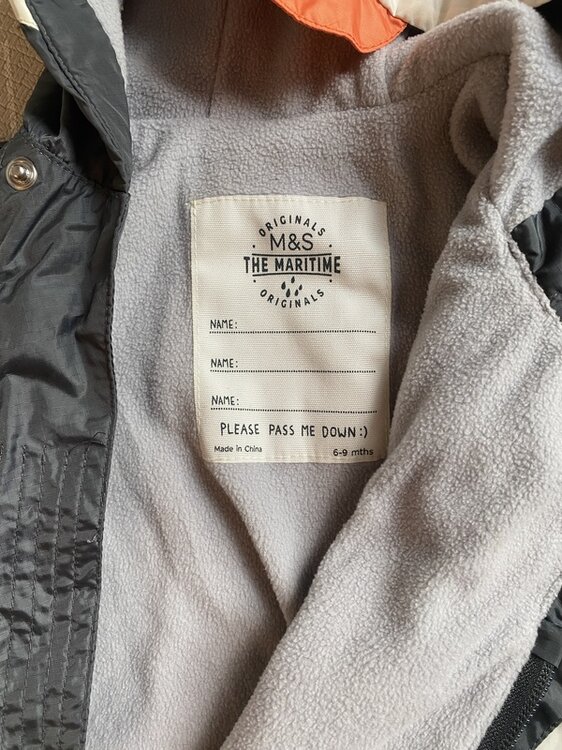 ORIGINALS
M&S
THE MARITIME
ORIGINALS
NAME:
NAME:
NAME:
PLEASE PASS ME DOWN:)
Made in China 6-9 mths